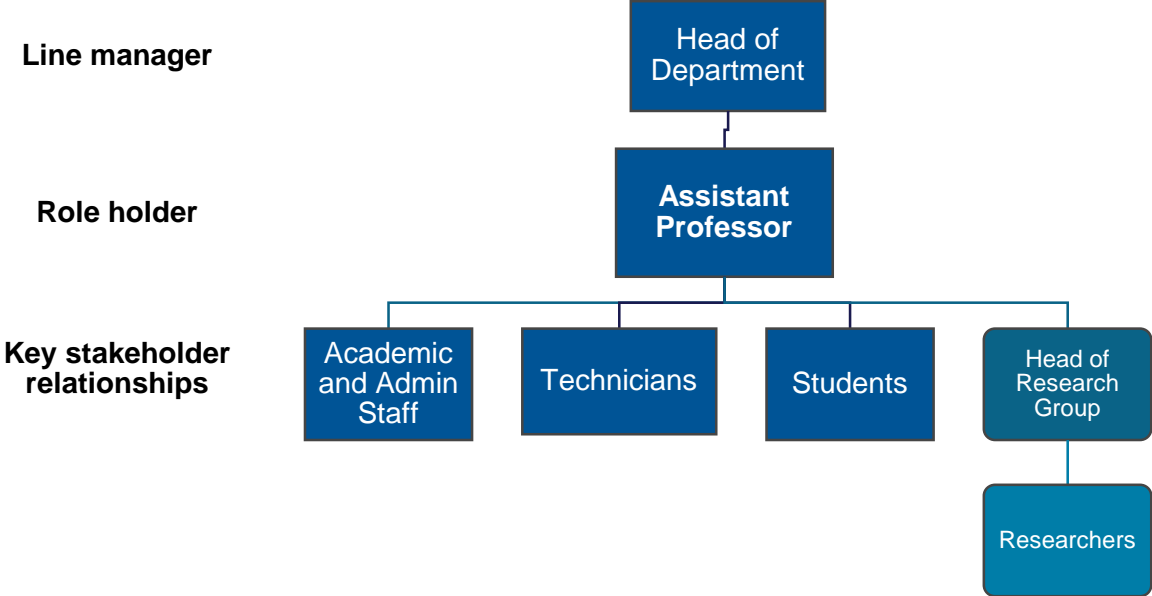 Line manager
Head of
Department
Role holder
Assistant
Professor
Key stakeholder
relationships
Academic
and Admin
Staff
Technicians
Students
Head of
Research
Group
Researchers